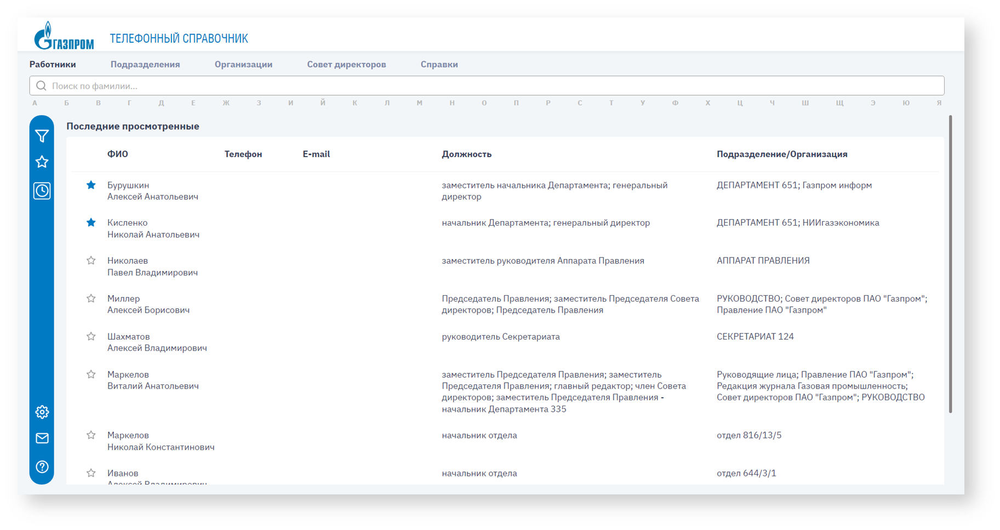 ГАЗПРОМ ТЕЛЕФОННЫЙ СПРАВОЧНИК
Работники Подразделения Организации Совет директоров Справки
Поиск по фамилии...
А Б В Г Д Е Ж З И Й К Л М Н О П Р С Т У Ф Х Ц Ч Ш Щ Э Ю Я
Последние просмотренные
ФИО Телефон E-mail Должность Подразделение/Организация
Бурушкин заместитель начальника Департамента; генеральный ДЕПАРТАМЕНТ 651; Газпром информ
Алексей Анатольевич директор
Кисленко начальник Департамента; генеральный директор ДЕПАРТАМЕНТ 651; НИИгазэкономика
Николай Анатольевич
Николаев заместитель руководителя Аппарата Правления АППАРАТ ПРАВЛЕНИЯ
Павел Владимирович
Миллер Председатель Правления; заместитель Председателя Совета РУКОВОДСТВО; Совет директоров ПАО "Газпром";
Алексей Борисович директоров; Председатель Правления Правление ПАО "Газпром"
Шахматов руководитель Секретариата СЕКРЕТАРИАТ 124
Алексей Владимирович
Маркелов заместитель Председателя Правления; заместитель Руководящие лица; Правление ПАО "Газпром";
Виталий Анатольевич Председателя Правления; главный редактор; член Совета Редакция журнала Газовая промышленность;
директоров; заместитель Председателя Правления - Совет директоров ПАО "Газпром"; РУКОВОДСТВО
начальник Департамента 335
Маркелов начальник отдела отдел 816/13/5
Николай Константинович
Иванов начальник отдела отдел 644/3/1
Алексей Владимирович